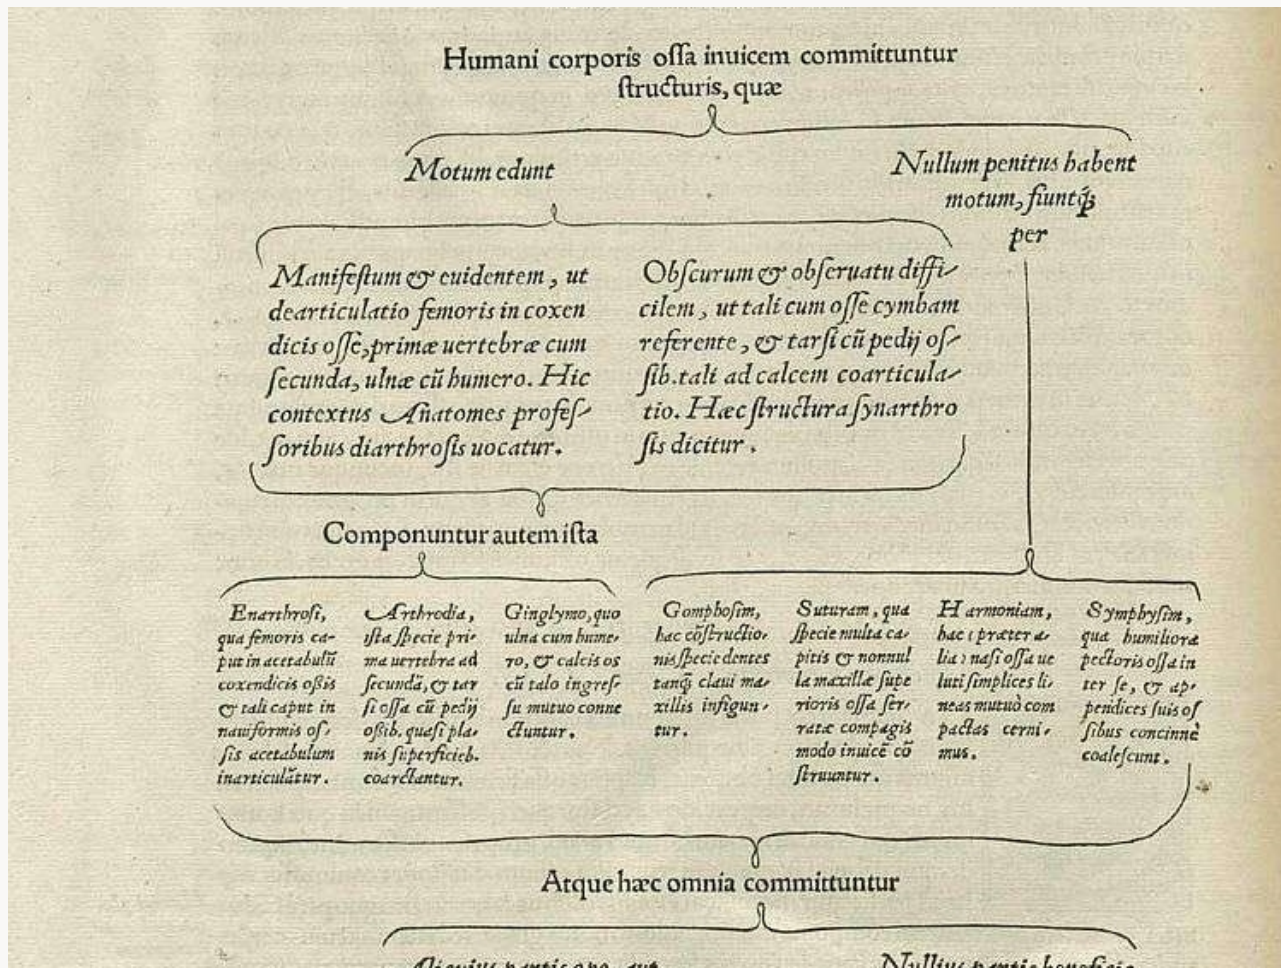 Humani corporis ossa inuicem committuntur
structuris, quæ
Motum edunt
Nullum penitus habent
motum, fiuntq́;
per
Manifestum & euidentem, ut
dearticulatio femoris in coxen
dicis osse, primæ uertebræ cum
secunda, ulnæ cũ humero. Hic
contextus Anatomes profes-
soribus diarthrosis uocatur.
Obscurum & obseruatu diffi-
cilem, ut tali cum osse cymbam
referente, & tarsi cũ pedij os-
sib. tali ad calcem coarticula-
tio. Hæc structura synarthro
sis dicitur.
Componuntur autem ista
Enarthrosi,
qua femoris ca-
put in acetabulũ
coxendicis oßis
& tali caput in
nauiformis os-
sis acetabulum
inarticulãtur.
Arthrodia,
ista specie pri-
ma uertebra ad
secundã, & tar
si ossa cũ pedij
oßib. quasi pla-
nis superficieb.
coarctantur.
Ginglymo, quo
ulna cum hume-
ro, & calcis os
cũ talo ingres-
su mutuo conne
ctuntur.
Gomphosim,
hac cõstructio-
nis specie dentes
tanq̃ claui ma-
xillis infigun-
tur.
Suturam, qua
specie multa ca-
pitis & nonnul
la maxillæ supe
rioris ossa ser-
ratæ compagis
modo inuicẽ cõ
struuntur.
Harmoniam,
hac præter a-
lia nasi ossa ue
luti simplices li-
neas mutuò com
pactas cerni-
mus.
Symphysim,
qua humiliora
pectoris ossa in
ter se, & ap-
pendices suis os
sibus concinnè
coalescunt.
Atque hæc omnia committuntur
Nullius partis beneficio